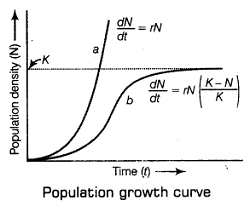 dN/dt = rN
a
K
dN/dt = rN (K–N/K)
b
Population density (N)
Time (t)
Population growth curve